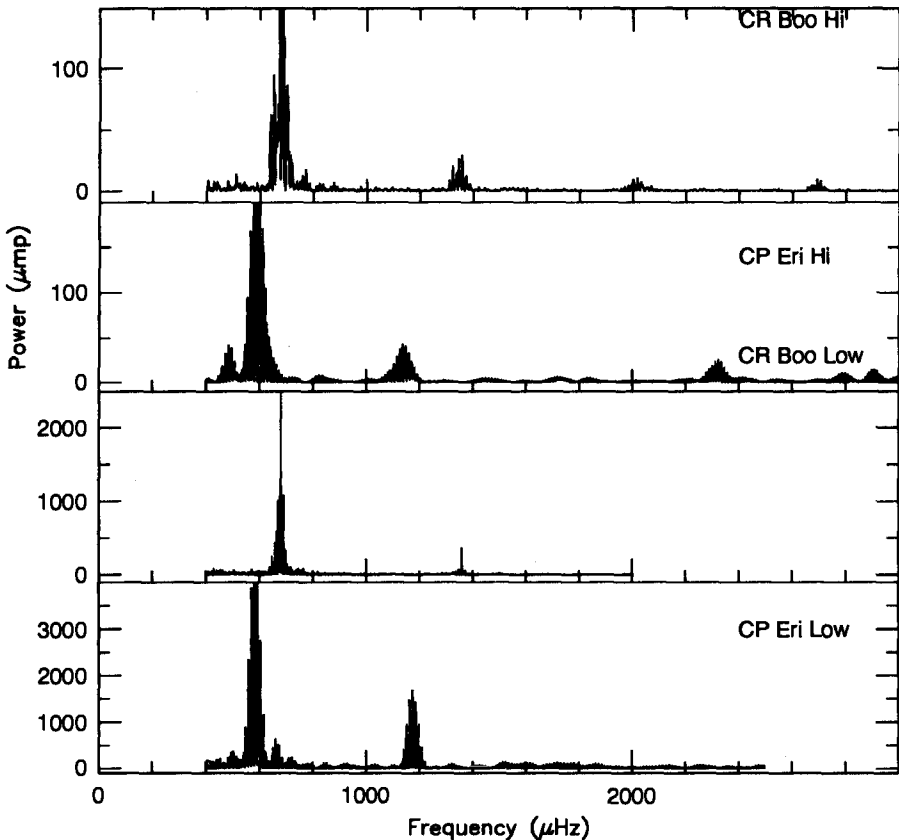 CR Boo Hi
100
0
CP Eri Hi
100
CR Boo Low
0
2000
1000
0
CP Eri Low
3000
2000
1000
0
0 1000 2000
Power (μmp)
Frequency (μHz)